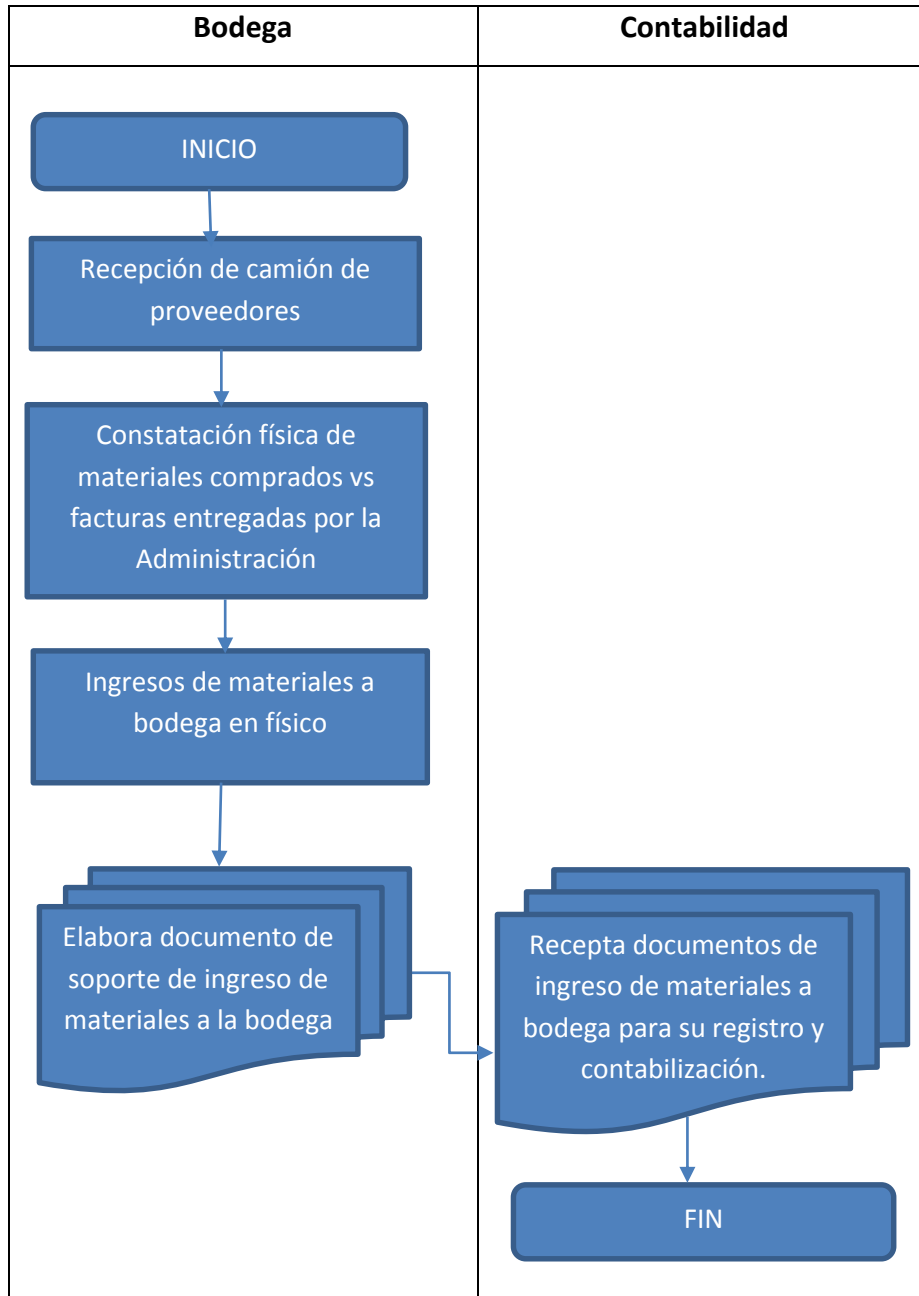 Bodega
Contabilidad
INICIO
Recepción de camión de
proveedores
Constatación física de
materiales comprados vs
facturas entregadas por la
Administración
Ingresos de materiales a
bodega en físico
Elabora documento de
soporte de ingreso de
materiales a la bodega
Recepta documentos de
ingreso de materiales a
bodega para su registro y
contabilización.
FIN